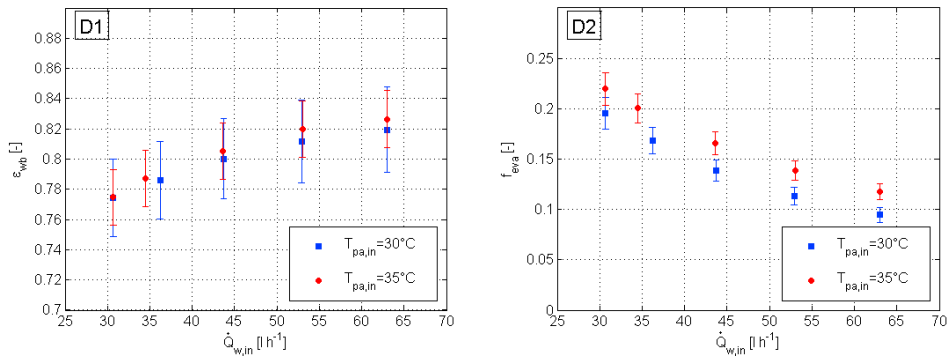 D1
0.88
0.86
0.84
0.82
0.8
0.78
0.76
0.74
0.72
0.7
25 30 35 40 45 50 55 60 65 70
ε_wb [-]
Q̇_w,in [l h⁻¹]
T_pa,in=30°C
T_pa,in=35°C
D2
0.25
0.2
0.15
0.1
0.05
0
25 30 35 40 45 50 55 60 65 70
f_eva [-]
Q̇_w,in [l h⁻¹]
T_pa,in=30°C
T_pa,in=35°C